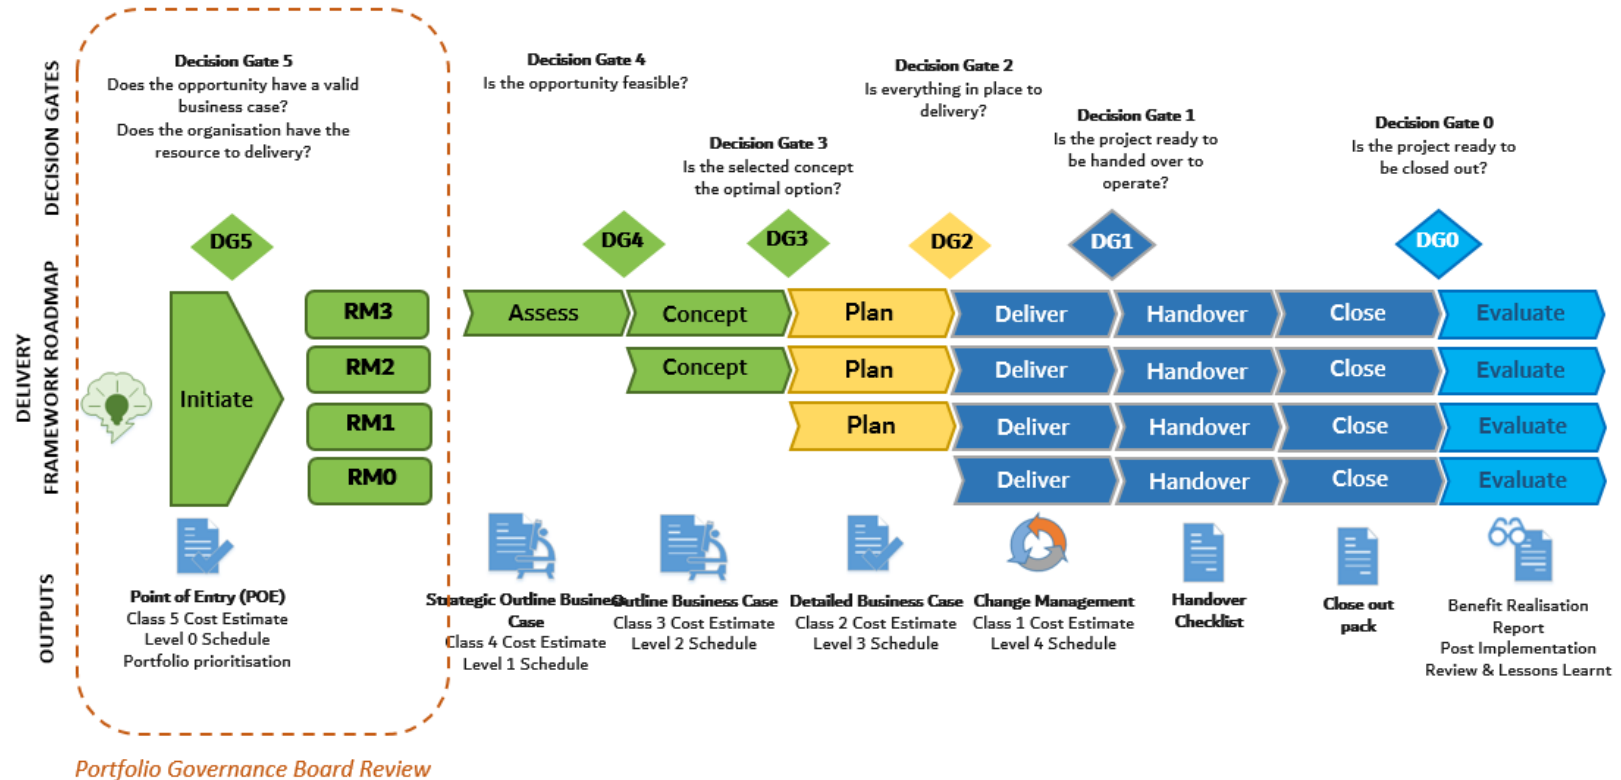 DECISION GATES
Decision Gate 5
Does the opportunity have a valid
business case?
Does the organisation have the
resource to delivery?
Decision Gate 4
Is the opportunity feasible?
Decision Gate 3
Is the selected concept
the optimal option?
Decision Gate 2
Is everything in place to
delivery?
Decision Gate 1
Is the project ready to
be handed over to
operate?
Decision Gate 0
Is the project ready to
be closed out?
DG5
DG4
DG3
DG2
DG1
DG0
DELIVERY
FRAMEWORK ROADMAP
Initiate
RM3
Assess
Concept
Plan
Deliver
Handover
Close
Evaluate
RM2
Concept
Plan
Deliver
Handover
Close
Evaluate
RM1
Plan
Deliver
Handover
Close
Evaluate
RM0
Deliver
Handover
Close
Evaluate
OUTPUTS
Point of Entry (POE)
Class 5 Cost Estimate
Level 0 Schedule
Portfolio prioritisation
Strategic Outline Business
Case
Class 4 Cost Estimate
Level 1 Schedule
Outline Business Case
Class 3 Cost Estimate
Level 2 Schedule
Detailed Business Case
Class 2 Cost Estimate
Level 3 Schedule
Change Management
Class 1 Cost Estimate
Level 4 Schedule
Handover
Checklist
Close out
pack
Benefit Realisation
Report
Post Implementation
Review & Lessons Learnt
Portfolio Governance Board Review